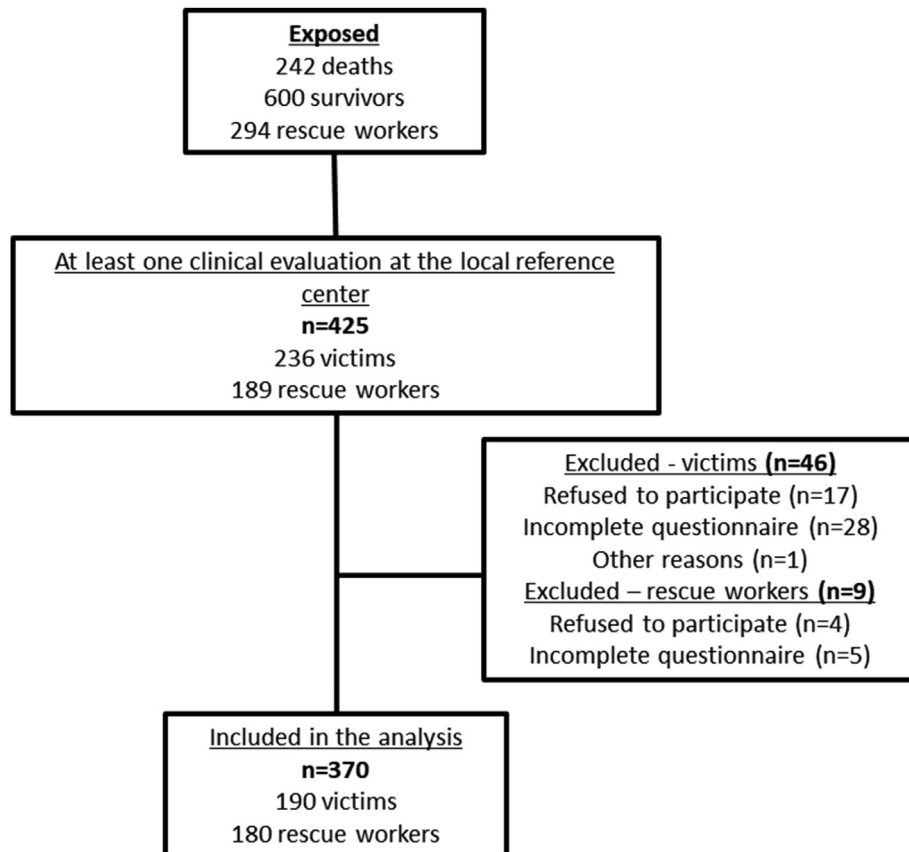 Exposed
242 deaths
600 survivors
294 rescue workers
At least one clinical evaluation at the local reference
center
n=425
236 victims
189 rescue workers
Excluded - victims (n=46)
Refused to participate (n=17)
Incomplete questionnaire (n=28)
Other reasons (n=1)
Excluded – rescue workers (n=9)
Refused to participate (n=4)
Incomplete questionnaire (n=5)
Included in the analysis
n=370
190 victims
180 rescue workers